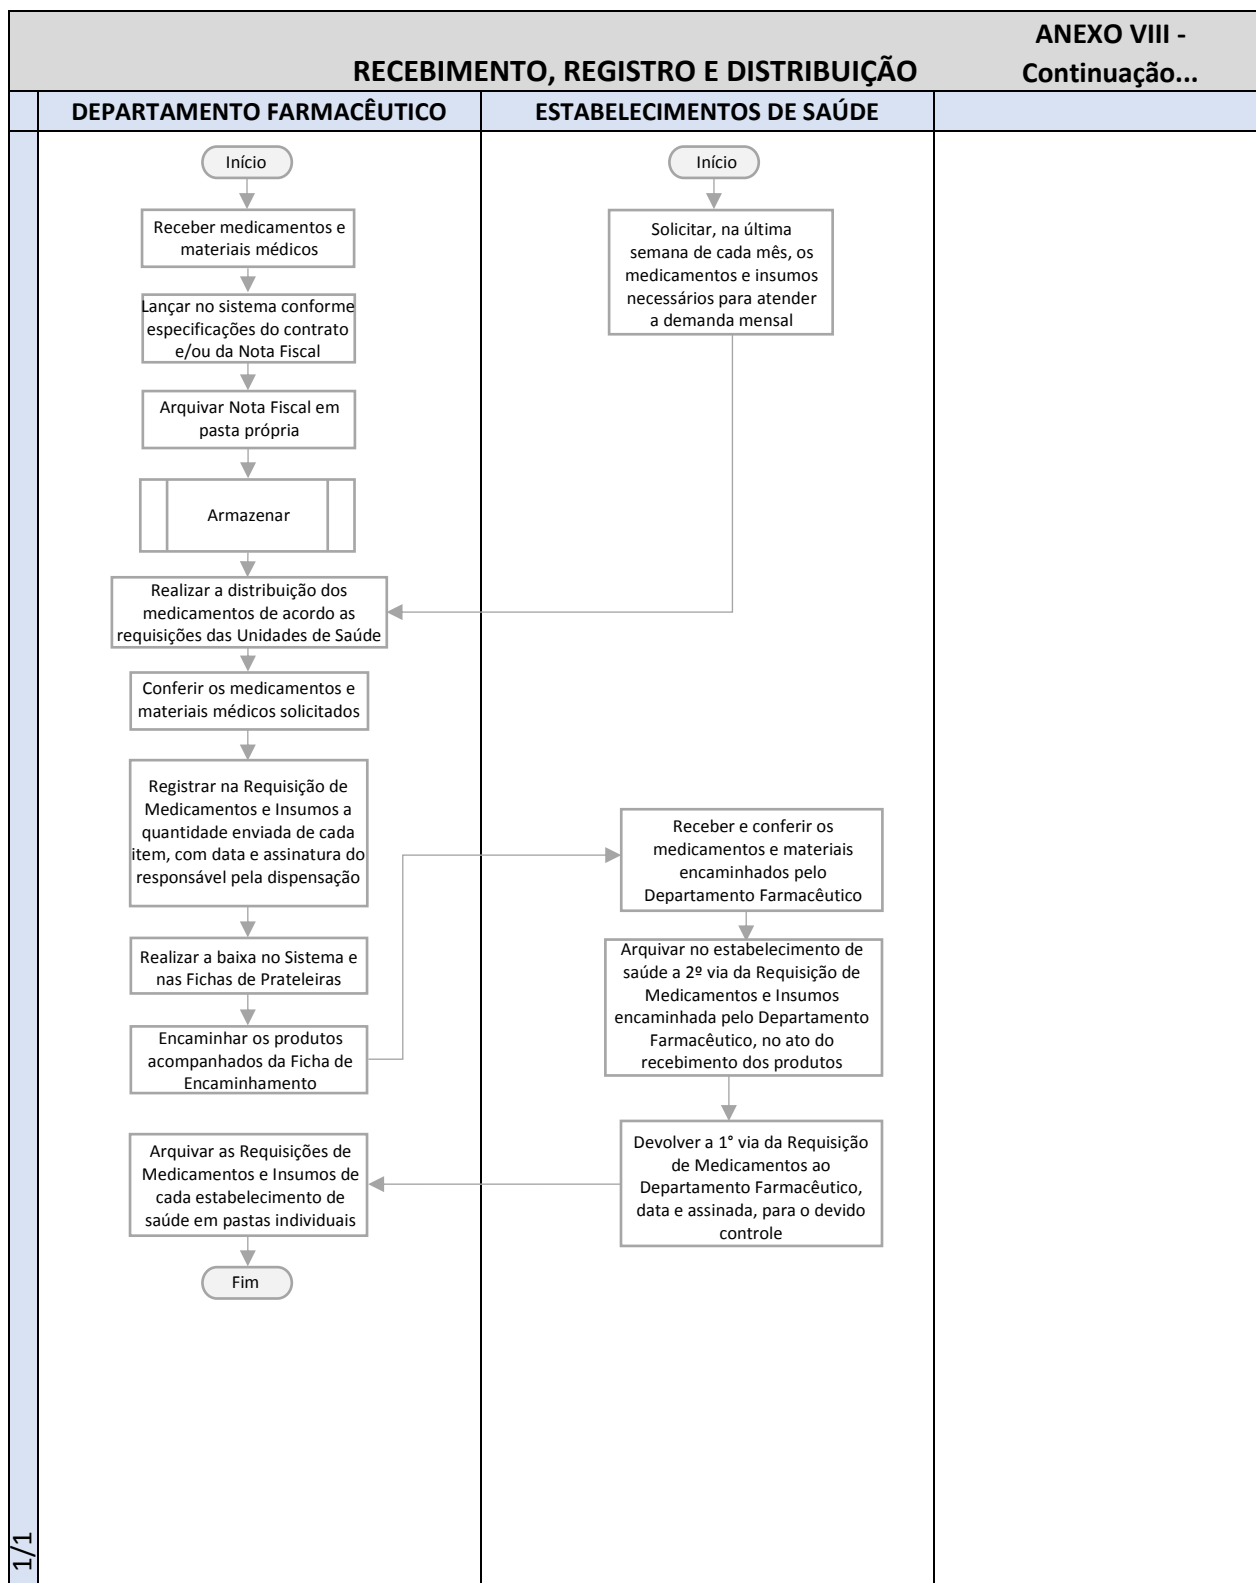 ANEXO VIII -
RECEBIMENTO, REGISTRO E DISTRIBUIÇÃO
Continuação...
DEPARTAMENTO FARMACÊUTICO
ESTABELECIMENTOS DE SAÚDE
Início
Receber medicamentos e
materiais médicos
Lançar no sistema conforme
especificações do contrato
e/ou da Nota Fiscal
Arquivar Nota Fiscal em
pasta própria
Armazenar
Realizar a distribuição dos
medicamentos de acordo as
requisições das Unidades de Saúde
Conferir os medicamentos e
materiais médicos solicitados
Registrar na Requisição de
Medicamentos e Insumos a
quantidade enviada de cada
item, com data e assinatura do
responsável pela dispensação
Realizar a baixa no Sistema e
nas Fichas de Prateleiras
Encaminhar os produtos
acompanhados da Ficha de
Encaminhamento
Arquivar as Requisições de
Medicamentos e Insumos de
cada estabelecimento de
saúde em pastas individuais
Fim
Início
Solicitar, na última
semana de cada mês, os
medicamentos e insumos
necessários para atender
a demanda mensal
Receber e conferir os
medicamentos e materiais
encaminhados pelo
Departamento Farmacêutico
Arquivar no estabelecimento de
saúde a 2º via da Requisição de
Medicamentos e Insumos
encaminhada pelo Departamento
Farmacêutico, no ato do
recebimento dos produtos
Devolver a 1° via da Requisição
de Medicamentos ao
Departamento Farmacêutico,
data e assinada, para o devido
controle
1/1